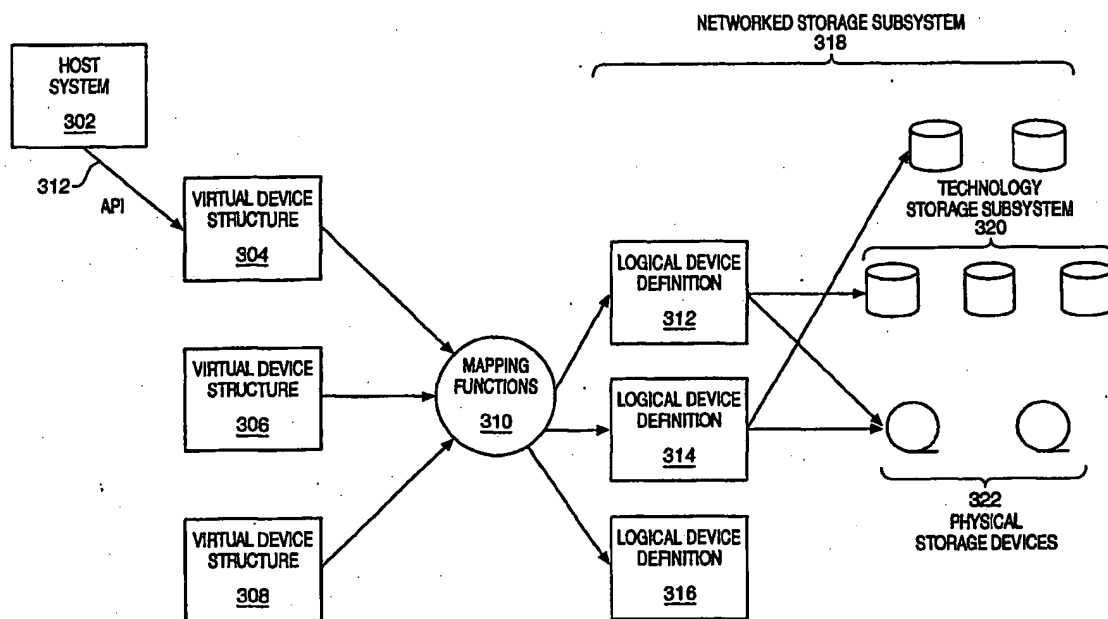 NETWORKED STORAGE SUBSYSTEM
318
HOST
SYSTEM
302
312
API
VIRTUAL DEVICE
STRUCTURE
304
TECHNOLOGY
STORAGE SUBSYSTEM
320
LOGICAL DEVICE
DEFINITION
312
VIRTUAL DEVICE
STRUCTURE
306
MAPPING
FUNCTIONS
310
LOGICAL DEVICE
DEFINITION
314
322
PHYSICAL
STORAGE DEVICES
VIRTUAL DEVICE
STRUCTURE
308
LOGICAL DEVICE
DEFINITION
316